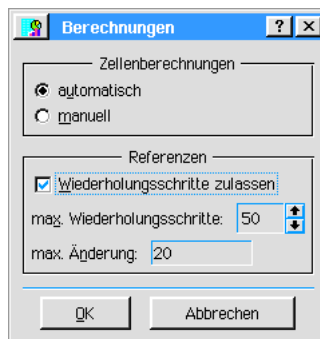 Berechnungen ? ×
Zellenberechnungen
automatisch
manuell
Referenzen
Wiederholungsschritte zulassen
max. Wiederholungsschritte: 50
max. Änderung: 20
OK Abbrechen